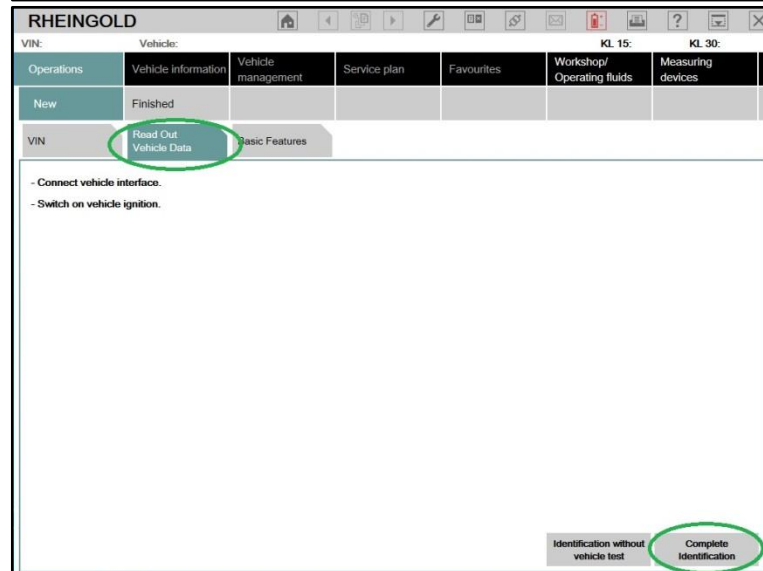 RHEINGOLD
?
VIN: Vehicle: KL 15: KL 30:
Operations
Vehicle information
Vehicle
management
Service plan
Favourites
Workshop/
Operating fluids
Measuring
devices
New
Finished
VIN
Read Out
Vehicle Data
Basic Features
- Connect vehicle interface.
- Switch on vehicle ignition.
Identification without
vehicle test
Complete
Identification